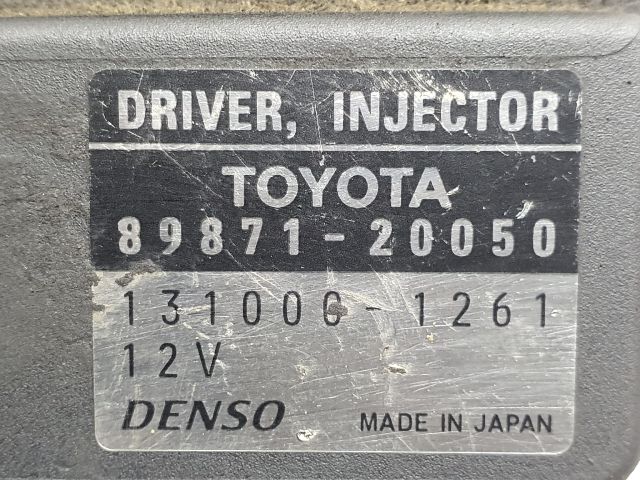 DRIVER, INJECTOR
TOYOTA
89871-20050
131000-1261
12V
DENSO MADE IN JAPAN